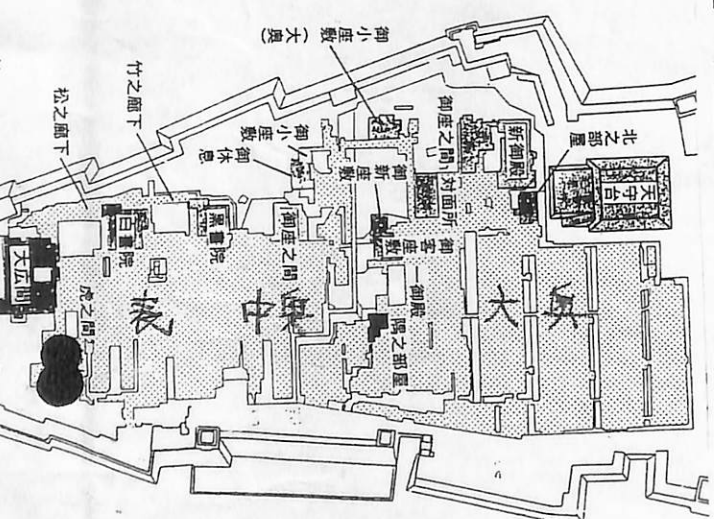 北之部屋
天守台
新御殿
御座之間
対面所
御小座敷(大奥)
御新座敷
御客座敷
一御殿
隅之部屋
大奥
御小座敷
御休息
御座之間
中奥
竹之廊下
黒書院
表
松之廊下
白書院
大広間
虎之間